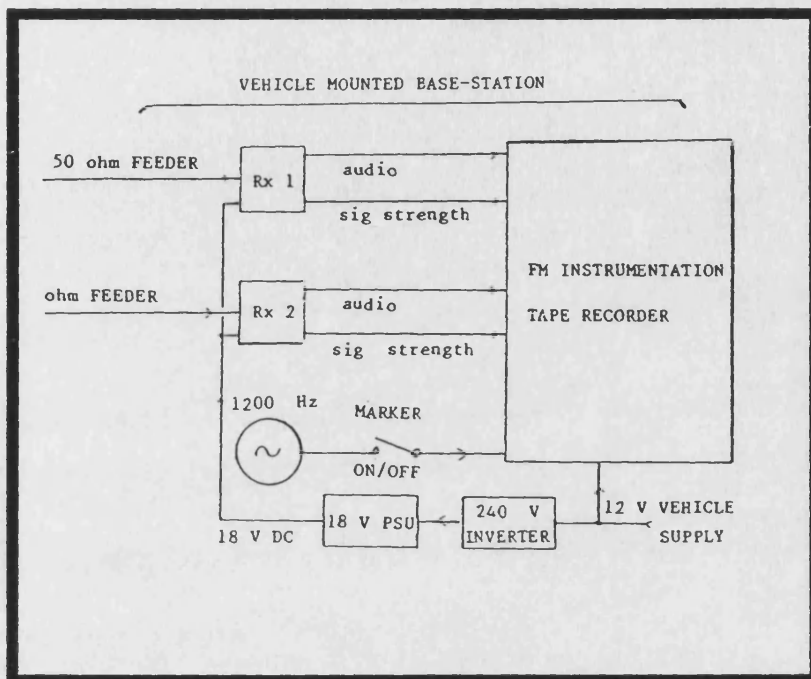 VEHICLE MOUNTED BASE-STATION
50 ohm FEEDER
Rx 1
audio
sig strength
ohm FEEDER
Rx 2
audio
sig strength
FM INSTRUMENTATION
TAPE RECORDER
1200 Hz
MARKER
ON/OFF
18 V DC
18 V PSU
240 V
INVERTER
12 V VEHICLE
SUPPLY